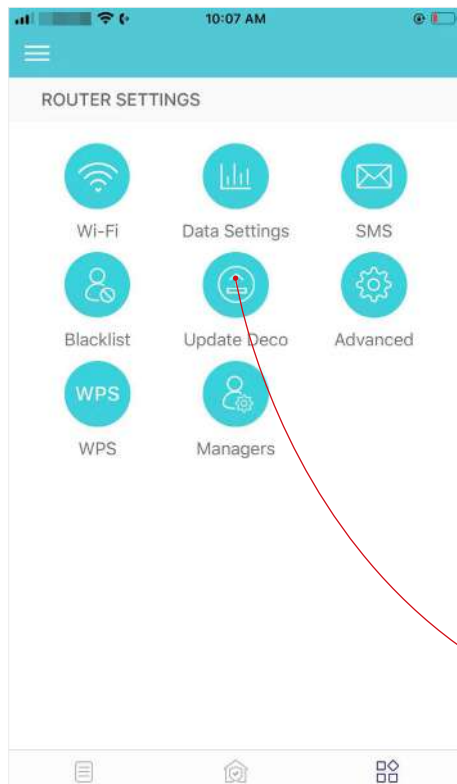 10:07 AM
ROUTER SETTINGS
Wi-Fi
Data Settings
SMS
Blacklist
Update Deco
Advanced
WPS
WPS
Managers